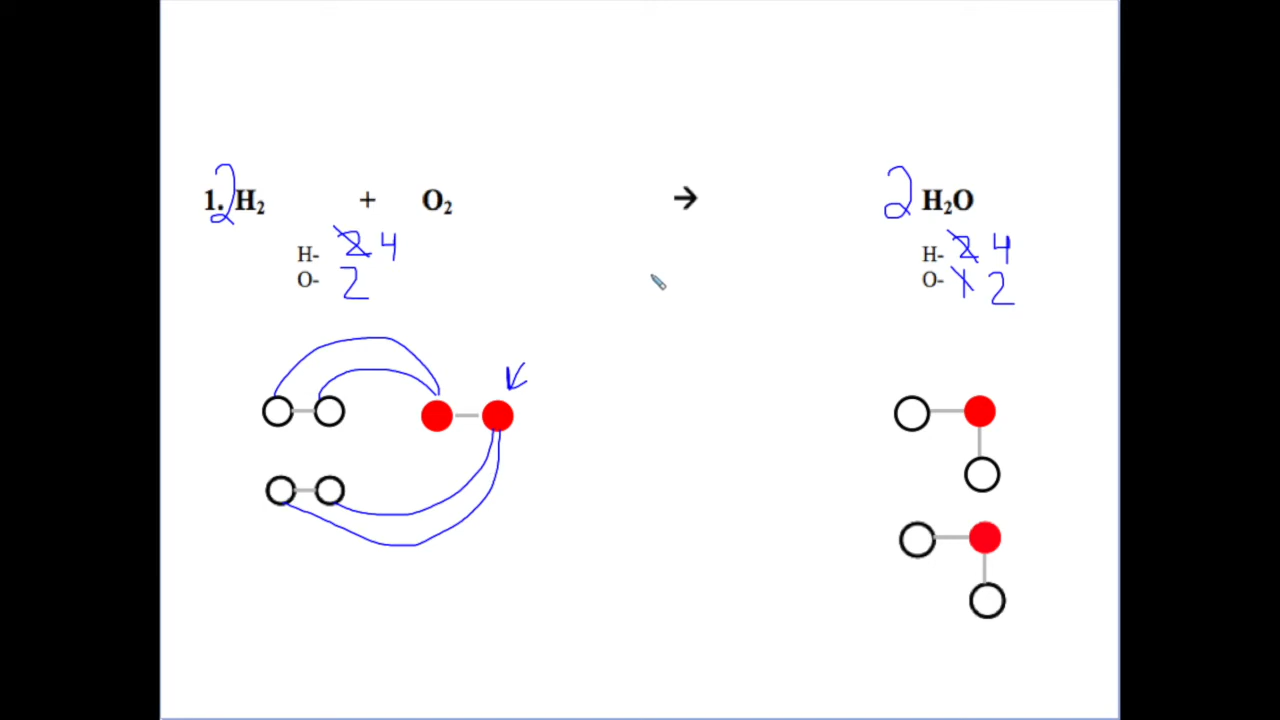 1. 2H₂ + O₂ → 2H₂O
H- 2 4 H- 2 4
O- 2 O- 1 2